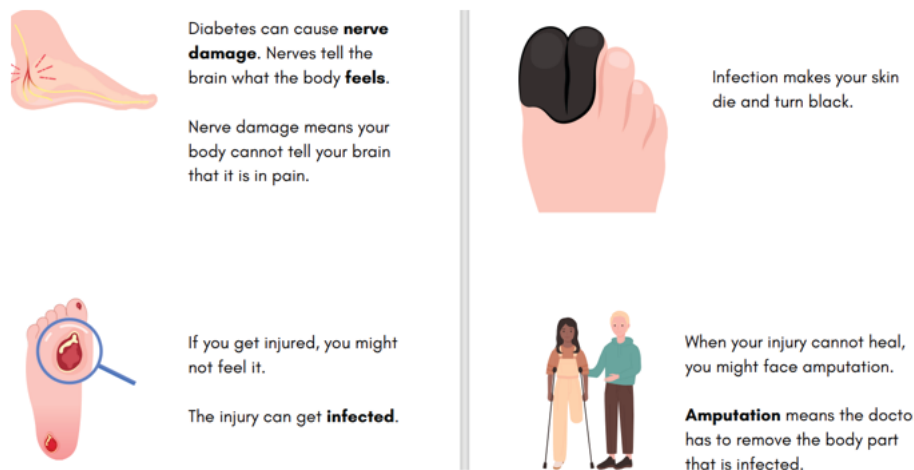 Diabetes can cause nerve
damage. Nerves tell the
brain what the body feels.
Nerve damage means your
body cannot tell your brain
that it is in pain.
If you get injured, you might
not feel it.
The injury can get infected.
Infection makes your skin
die and turn black.
When your injury cannot heal,
you might face amputation.
Amputation means the docto
has to remove the body part
that is infected.